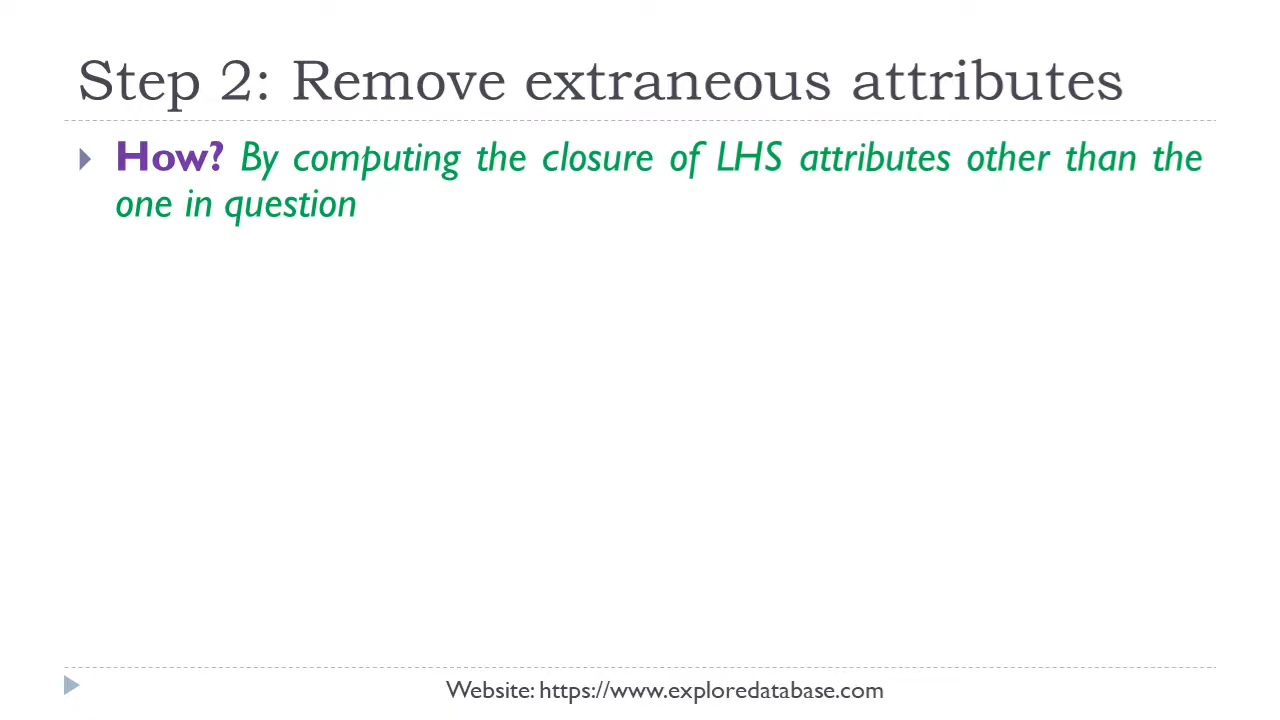 Step 2: Remove extraneous attributes
How? By computing the closure of LHS attributes other than the
one in question
Website: https://www.exploredatabase.com